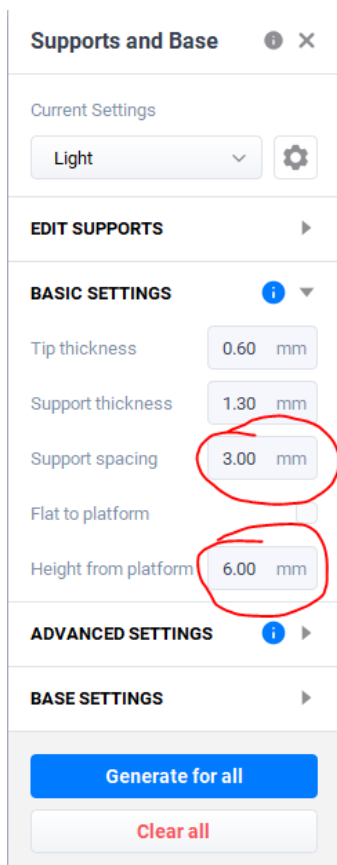 Supports and Base
Current Settings
Light
EDIT SUPPORTS
BASIC SETTINGS
Tip thickness 0.60 mm
Support thickness 1.30 mm
Support spacing 3.00 mm
Flat to platform
Height from platform 6.00 mm
ADVANCED SETTINGS
BASE SETTINGS
Generate for all
Clear all